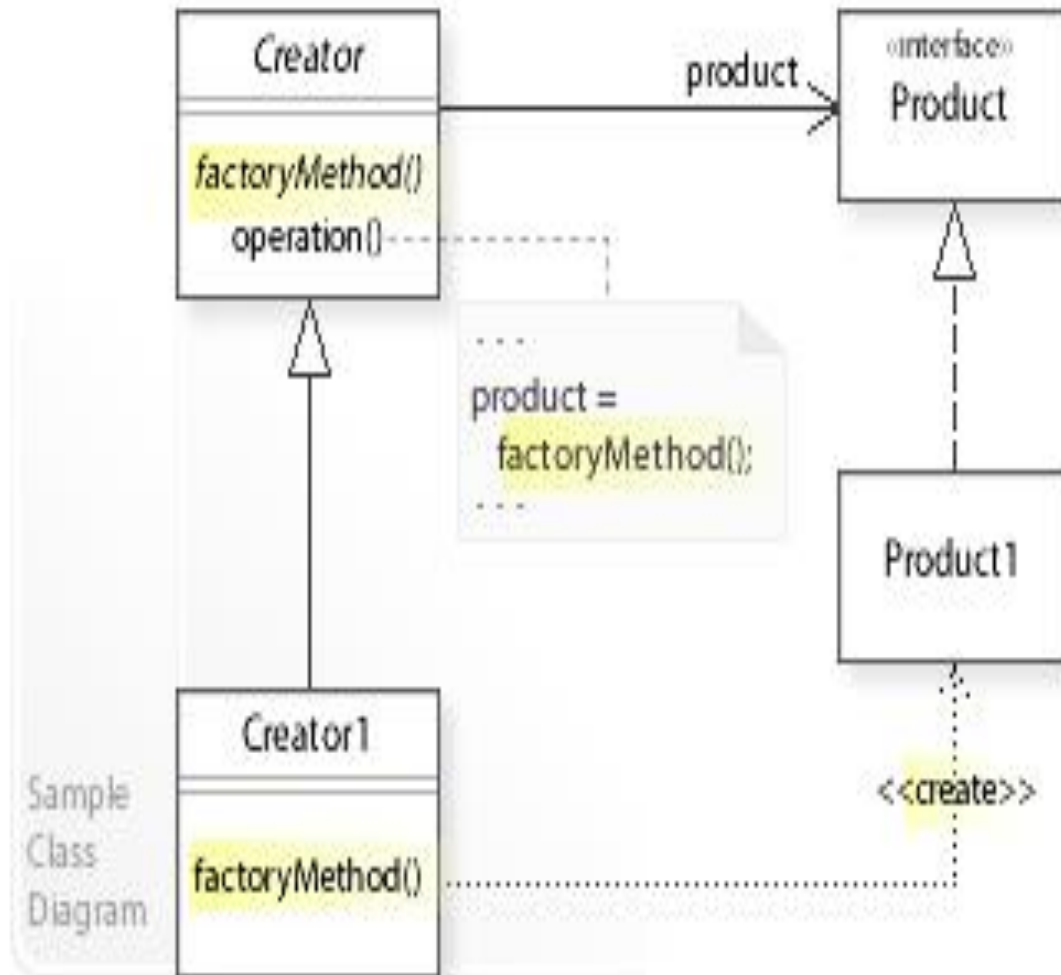 Creator
factoryMethod()
operation()
product
«interface»
Product
. . .
product =
factoryMethod();
. . .
Product1
Creator1
factoryMethod()
<<create>>
Sample
Class
Diagram